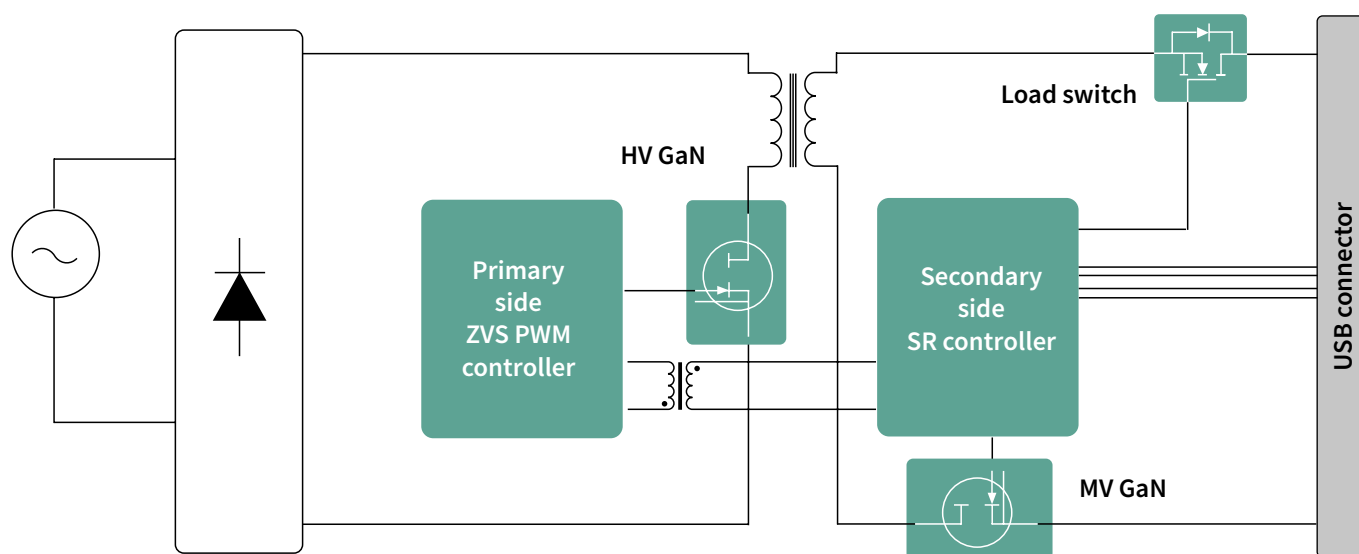 Load switch
HV GaN
Primary
side
ZVS PWM
controller
Secondary
side
SR controller
MV GaN
USB connector